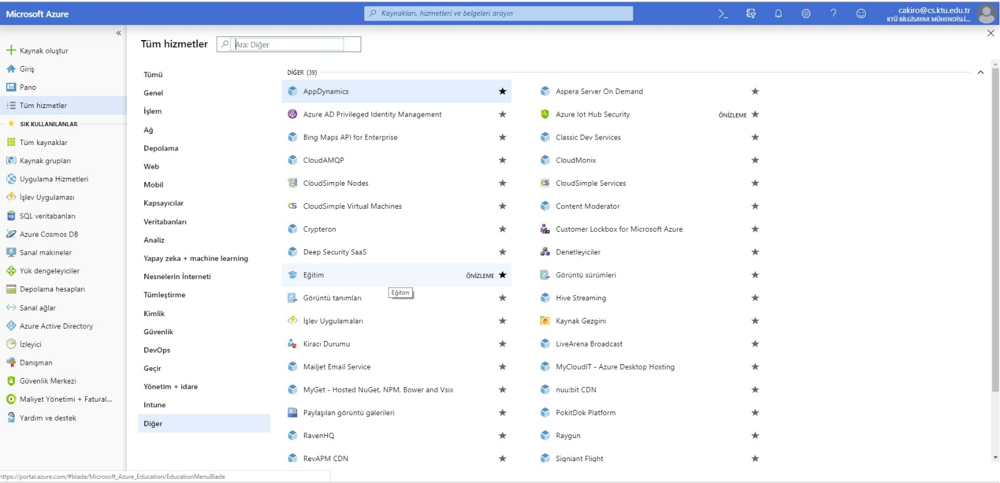 Microsoft Azure
Kaynakları, hizmetleri ve belgeleri arayın
cakiro@cs.ktu.edu.tr
KTÜ BİLGİSAYAR MÜHENDİSLİ...
Kaynak oluştur
Giriş
Pano
Tüm hizmetler
SIK KULLANILANLAR
Tüm kaynaklar
Kaynak grupları
Uygulama Hizmetleri
İşlev Uygulaması
SQL veritabanları
Azure Cosmos DB
Sanal makineler
Yük dengeleyiciler
Depolama hesapları
Sanal ağlar
Azure Active Directory
İzleyici
Danışman
Güvenlik Merkezi
Maliyet Yönetimi + Fatural...
Yardım ve destek
Tüm hizmetler
Ara: Diğer
Tümü
Genel
İşlem
Ağ
Depolama
Web
Mobil
Kapsayıcılar
Veritabanları
Analiz
Yapay zeka + machine learning
Nesnelerin İnterneti
Tümleştirme
Kimlik
Güvenlik
DevOps
Geçir
Yönetim + idare
Intune
Diğer
DİĞER (39)
AppDynamics
Azure AD Privileged Identity Management
Bing Maps API for Enterprise
CloudAMQP
CloudSimple Nodes
CloudSimple Virtual Machines
Crypteron
Deep Security SaaS
Eğitim ÖNİZLEME
Eğitim
Görüntü tanımları
İşlev Uygulamaları
Kiracı Durumu
Mailjet Email Service
MyGet - Hosted NuGet, NPM, Bower and Vsix
Paylaşılan görüntü galerileri
RavenHQ
RevAPM CDN
Aspera Server On Demand
Azure Iot Hub Security ÖNİZLEME
Classic Dev Services
CloudMonix
CloudSimple Services
Content Moderator
Customer Lockbox for Microsoft Azure
Denetleyiciler
Görüntü sürümleri
Hive Streaming
Kaynak Gezgini
LiveArena Broadcast
MyCloudIT - Azure Desktop Hosting
nuu:bit CDN
PokitDok Platform
Raygun
Signiant Flight
https://portal.azure.com/#blade/Microsoft_Azure_Education/EducationMenuBlade